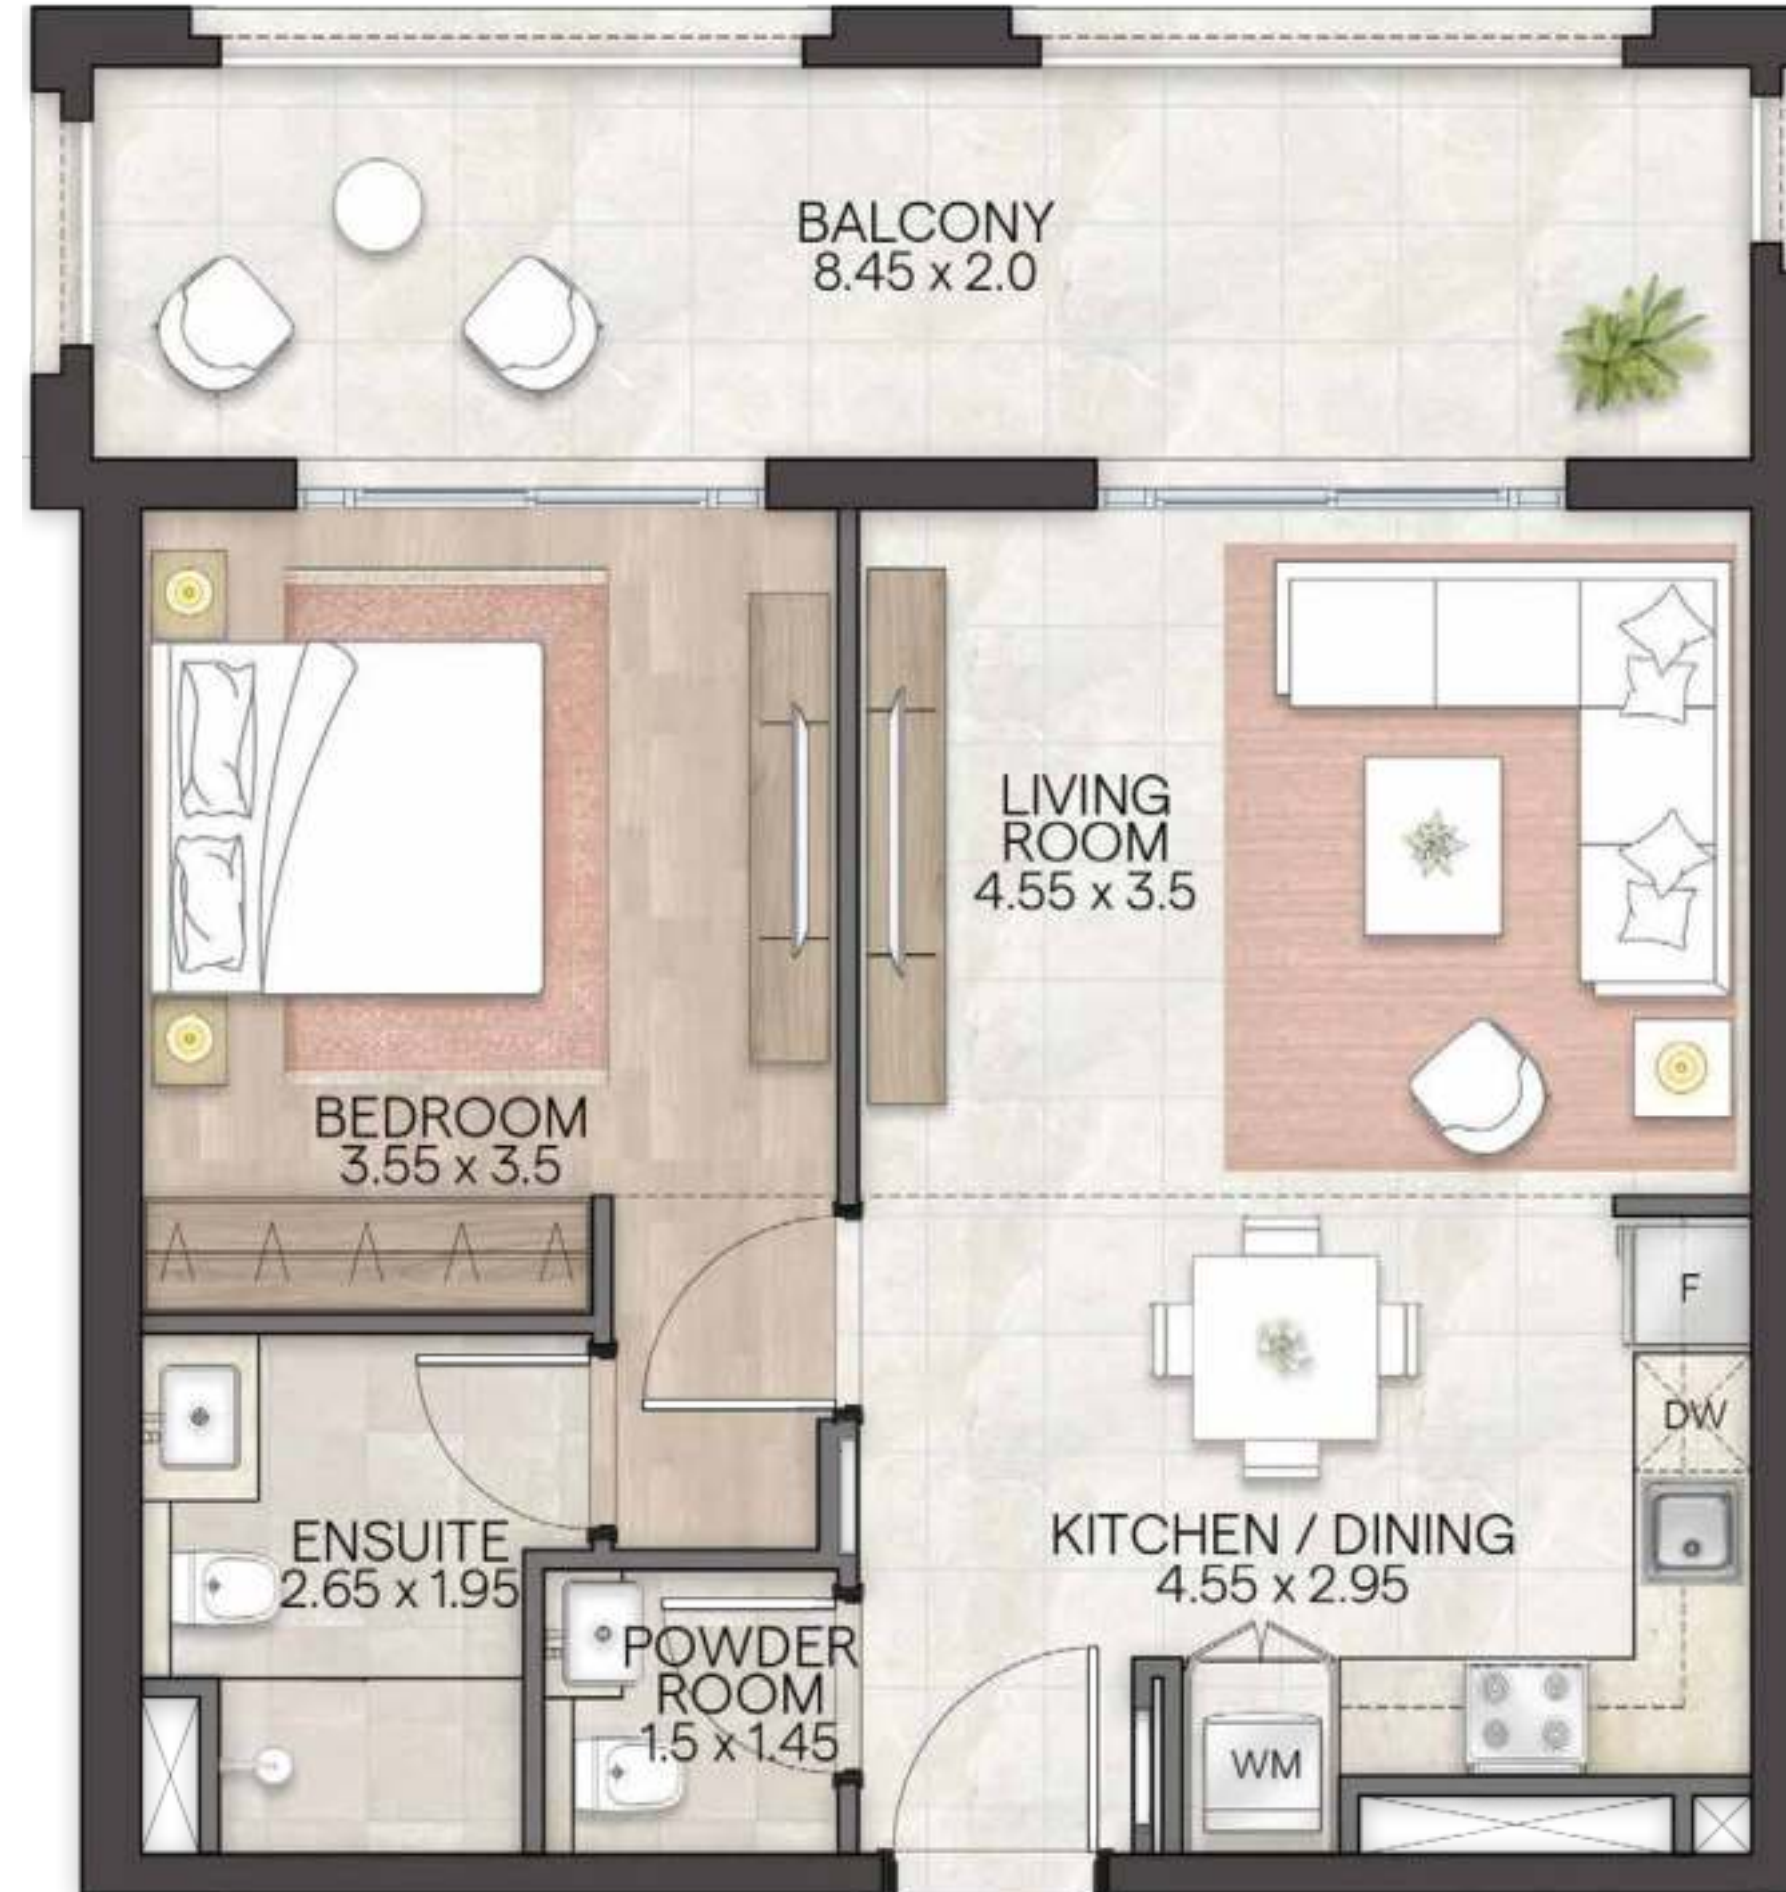 BALCONY
8.45 x 2.0
LIVING
ROOM
4.55 x 3.5
BEDROOM
3.55 x 3.5
F
DW
ENSUITE
2.65 x 1.95
KITCHEN / DINING
4.55 x 2.95
POWDER
ROOM
1.5 x 1.45
WM